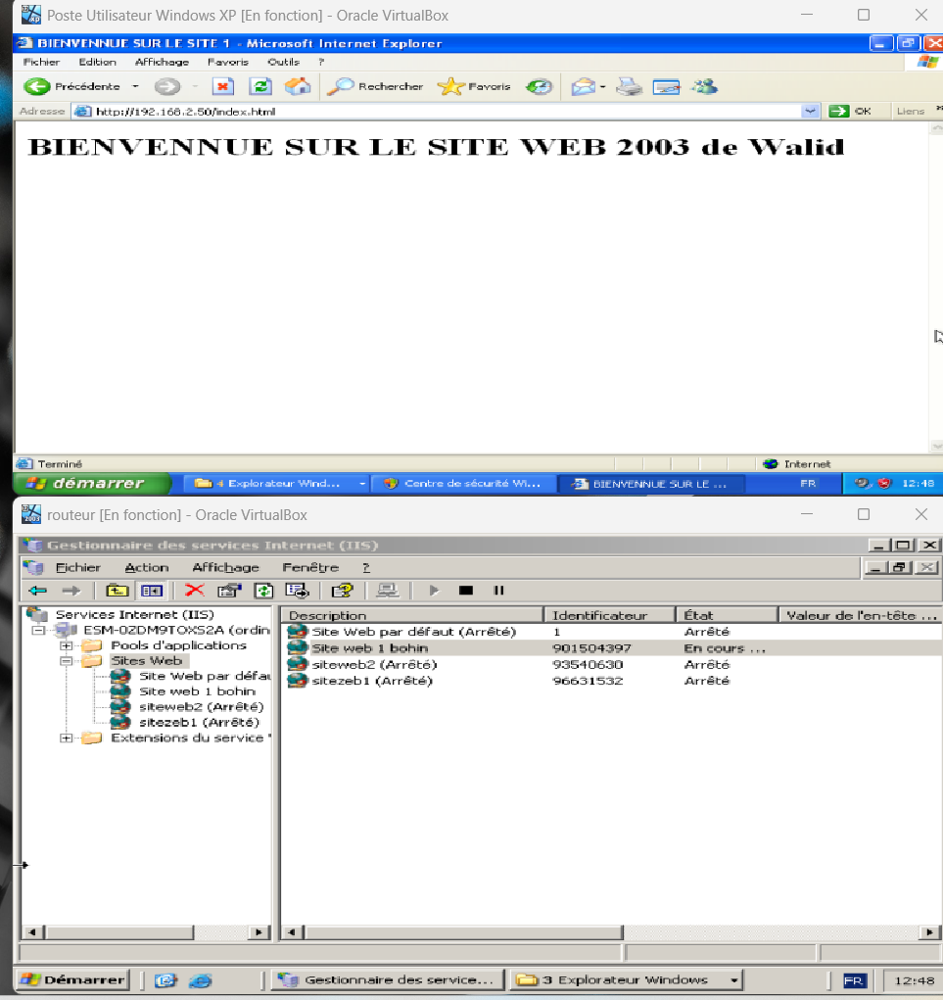 Poste Utilisateur Windows XP [En fonction] - Oracle VirtualBox
BIENVENNUE SUR LE SITE 1 - Microsoft Internet Explorer
Fichier Edition Affichage Favoris Outils ?
Précédente Rechercher Favoris
Adresse http://192.168.2.50/index.html OK Liens »
BIENVENNUE SUR LE SITE WEB 2003 de Walid
Terminé Internet
démarrer 4 Explorateur Wind... Centre de sécurité Wi... BIENVENNUE SUR LE ... FR 12:48
routeur [En fonction] - Oracle VirtualBox
Gestionnaire des services Internet (IIS)
Fichier Action Affichage Fenêtre ?
Services Internet (IIS)
ESM-0ZDM9TOXS2A (ordin
Pools d'applications
Sites Web
Site Web par défau
Site web 1 bohin
siteweb2 (Arrêté)
sitezeb1 (Arrêté)
Extensions du service
Description Identificateur État Valeur de l'en-tête ...
Site Web par défaut (Arrêté) 1 Arrêté
Site web 1 bohin 901504397 En cours ...
siteweb2 (Arrêté) 93540630 Arrêté
sitezeb1 (Arrêté) 96631532 Arrêté
Démarrer Gestionnaire des service... 3 Explorateur Windows FR 12:48